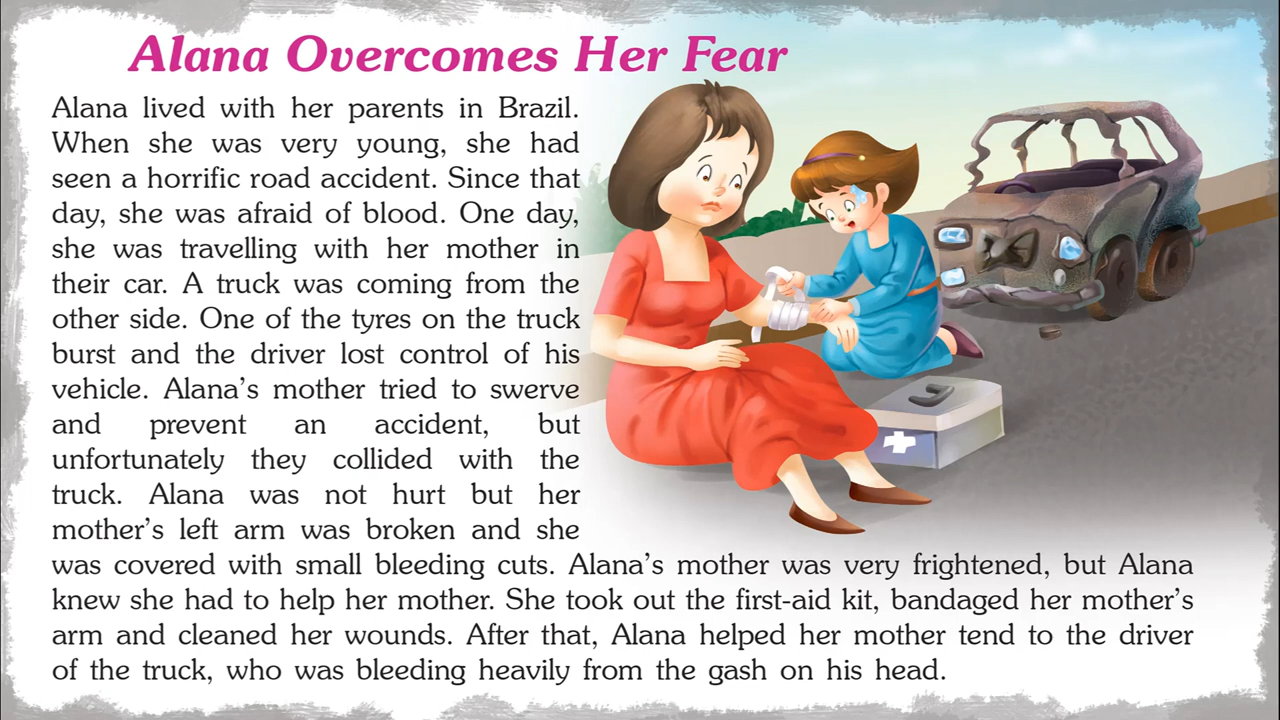 Alana Overcomes Her Fear
Alana lived with her parents in Brazil.
When she was very young, she had
seen a horrific road accident. Since that
day, she was afraid of blood. One day,
she was travelling with her mother in
their car. A truck was coming from the
other side. One of the tyres on the truck
burst and the driver lost control of his
vehicle. Alana’s mother tried to swerve
and prevent an accident, but
unfortunately they collided with the
truck. Alana was not hurt but her
mother’s left arm was broken and she
was covered with small bleeding cuts. Alana’s mother was very frightened, but Alana
knew she had to help her mother. She took out the first-aid kit, bandaged her mother’s
arm and cleaned her wounds. After that, Alana helped her mother tend to the driver
of the truck, who was bleeding heavily from the gash on his head.